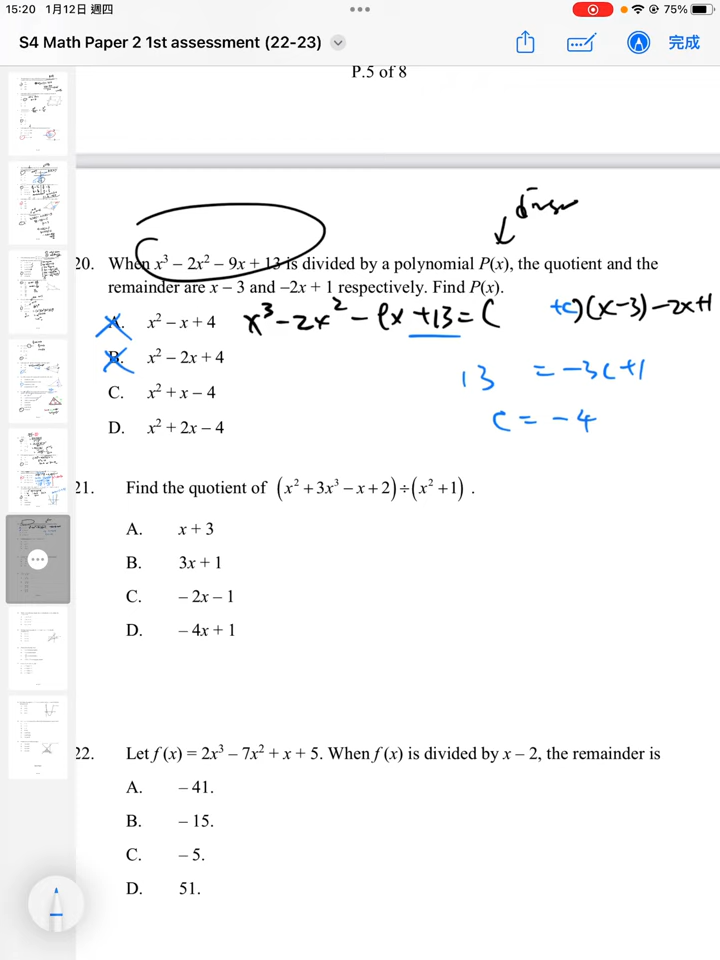 15:20 1月12日 週四
75%
S4 Math Paper 2 1st assessment (22-23)
完成
P.5 of 8
20. When x³ – 2x² – 9x + 13 is divided by a polynomial P(x), the quotient and the
remainder are x – 3 and –2x + 1 respectively. Find P(x).
A. x² – x + 4
x³ – 2x² – 9x + 13 = ( +c)(x–3) – 2x+1
B. x² – 2x + 4
13 = –3c+1
C. x² + x – 4
c = –4
D. x² + 2x – 4
21. Find the quotient of (x² + 3x³ – x + 2) ÷ (x² + 1) .
A. x + 3
B. 3x + 1
C. – 2x – 1
D. – 4x + 1
22. Let f (x) = 2x³ – 7x² + x + 5. When f (x) is divided by x – 2, the remainder is
A. – 41.
B. – 15.
C. – 5.
D. 51.